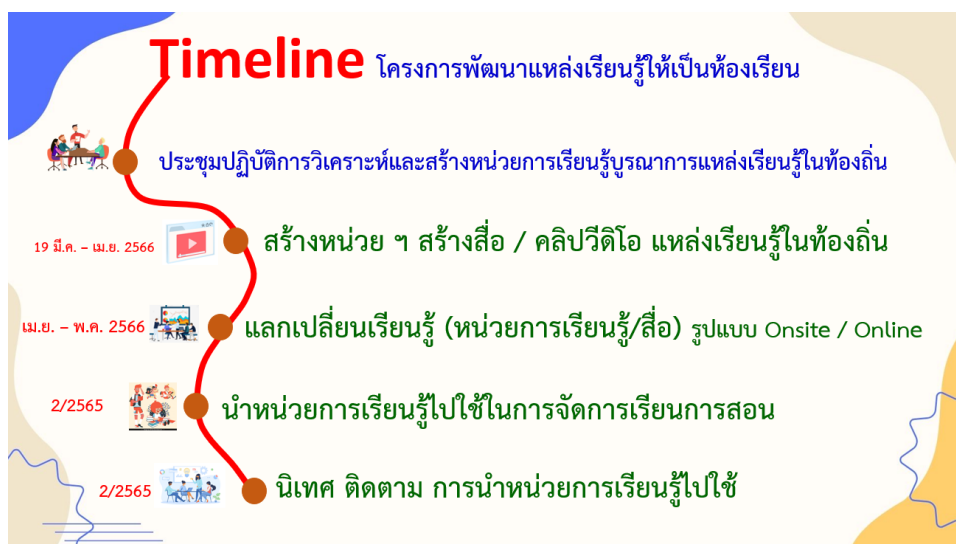 Timeline โครงการพัฒนาแหล่งเรียนรู้ให้เป็นห้องเรียน
ประชุมปฏิบัติการวิเคราะห์และสร้างหน่วยการเรียนรู้บูรณาการแหล่งเรียนรู้ในท้องถิ่น
19 มี.ค. – เม.ย. 2566 สร้างหน่วย ฯ สร้างสื่อ / คลิปวีดิโอ แหล่งเรียนรู้ในท้องถิ่น
เม.ย. – พ.ค. 2566 แลกเปลี่ยนเรียนรู้ (หน่วยการเรียนรู้/สื่อ) รูปแบบ Onsite / Online
2/2565 นำหน่วยการเรียนรู้ไปใช้ในการจัดการเรียนการสอน
2/2565 นิเทศ ติดตาม การนำหน่วยการเรียนรู้ไปใช้